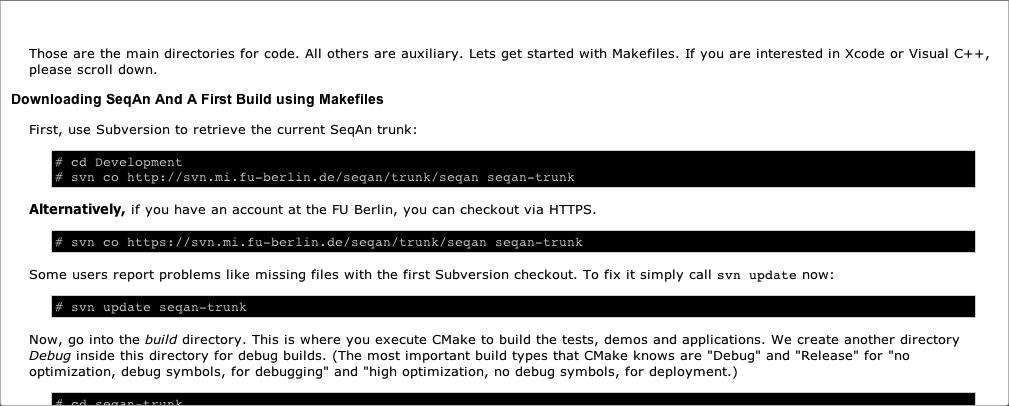 Those are the main directories for code. All others are auxiliary. Lets get started with Makefiles. If you are interested in Xcode or Visual C++,
please scroll down.
Downloading SeqAn And A First Build using Makefiles
First, use Subversion to retrieve the current SeqAn trunk:
# cd Development
# svn co http://svn.mi.fu-berlin.de/seqan/trunk/seqan seqan-trunk
Alternatively, if you have an account at the FU Berlin, you can checkout via HTTPS.
# svn co https://svn.mi.fu-berlin.de/seqan/trunk/seqan seqan-trunk
Some users report problems like missing files with the first Subversion checkout. To fix it simply call svn update now:
# svn update seqan-trunk
Now, go into the build directory. This is where you execute CMake to build the tests, demos and applications. We create another directory
Debug inside this directory for debug builds. (The most important build types that CMake knows are "Debug" and "Release" for "no
optimization, debug symbols, for debugging" and "high optimization, no debug symbols, for deployment.)
# cd seqan-trunk